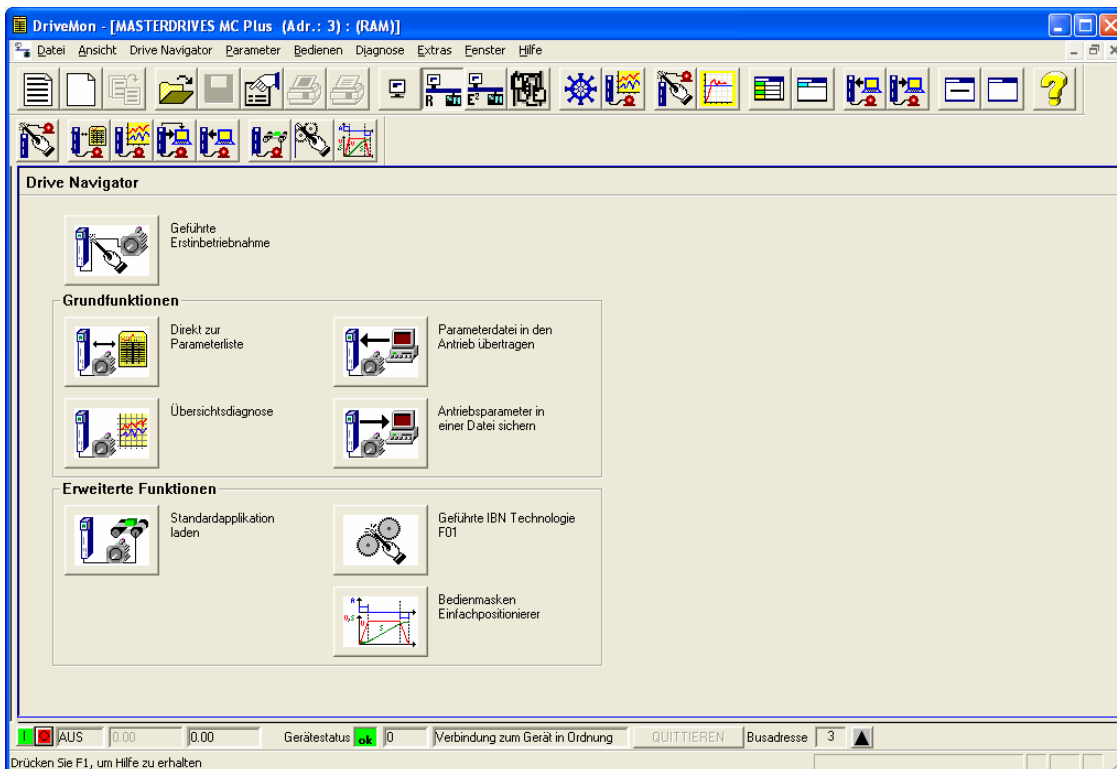 DriveMon - [MASTERDRIVES MC Plus (Adr.: 3) : (RAM)]
Datei Ansicht Drive Navigator Parameter Bedienen Diagnose Extras Fenster Hilfe
R E²
Drive Navigator
Geführte
Erstinbetriebnahme
Grundfunktionen
Direkt zur
Parameterliste
Parameterdatei in den
Antrieb übertragen
Übersichtsdiagnose
Antriebsparameter in
einer Datei sichern
Erweiterte Funktionen
Standardapplikation
laden
Geführte IBN Technologie
F01
Bedienmasken
Einfachpositionierer
AUS 0.00 0.00 Gerätestatus ok 0 Verbindung zum Gerät in Ordnung QUITTIEREN Busadresse 3
Drücken Sie F1, um Hilfe zu erhalten